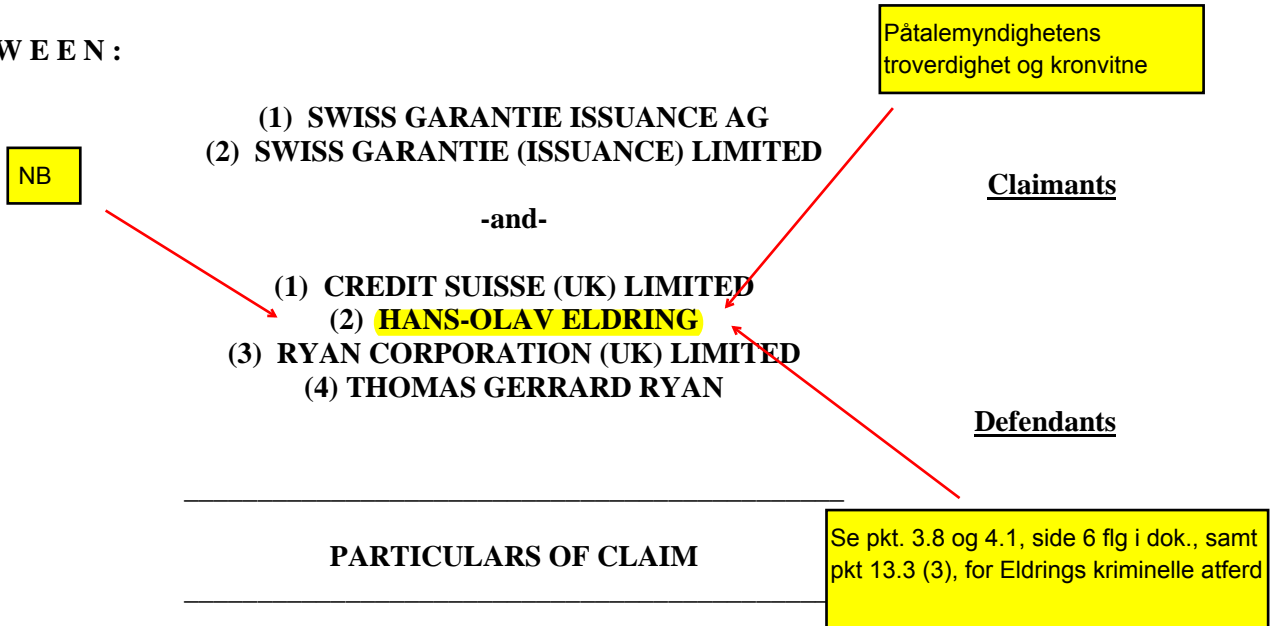 W E E N :
Påtalemyndighetens
troverdighet og kronvitne
(1) SWISS GARANTIE ISSUANCE AG
(2) SWISS GARANTIE (ISSUANCE) LIMITED
NB
Claimants
-and-
(1) CREDIT SUISSE (UK) LIMITED
(2) HANS-OLAV ELDRING
(3) RYAN CORPORATION (UK) LIMITED
(4) THOMAS GERRARD RYAN
Defendants
PARTICULARS OF CLAIM
Se pkt. 3.8 og 4.1, side 6 flg i dok., samt
pkt 13.3 (3), for Eldrings kriminelle atferd